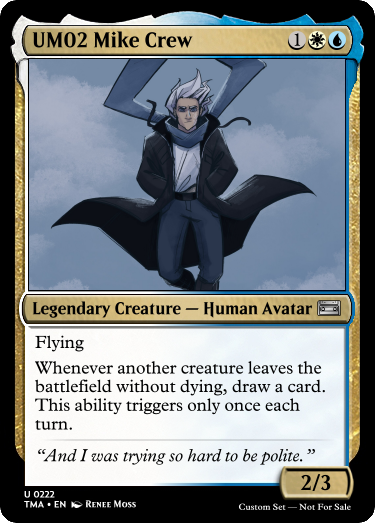 UM02 Mike Crew 1
Legendary Creature — Human Avatar
Flying
Whenever another creature leaves the
battlefield without dying, draw a card.
This ability triggers only once each
turn.
“And I was trying so hard to be polite.”
2/3
U 0222
TMA • EN Renee Moss
Custom Set — Not For Sale